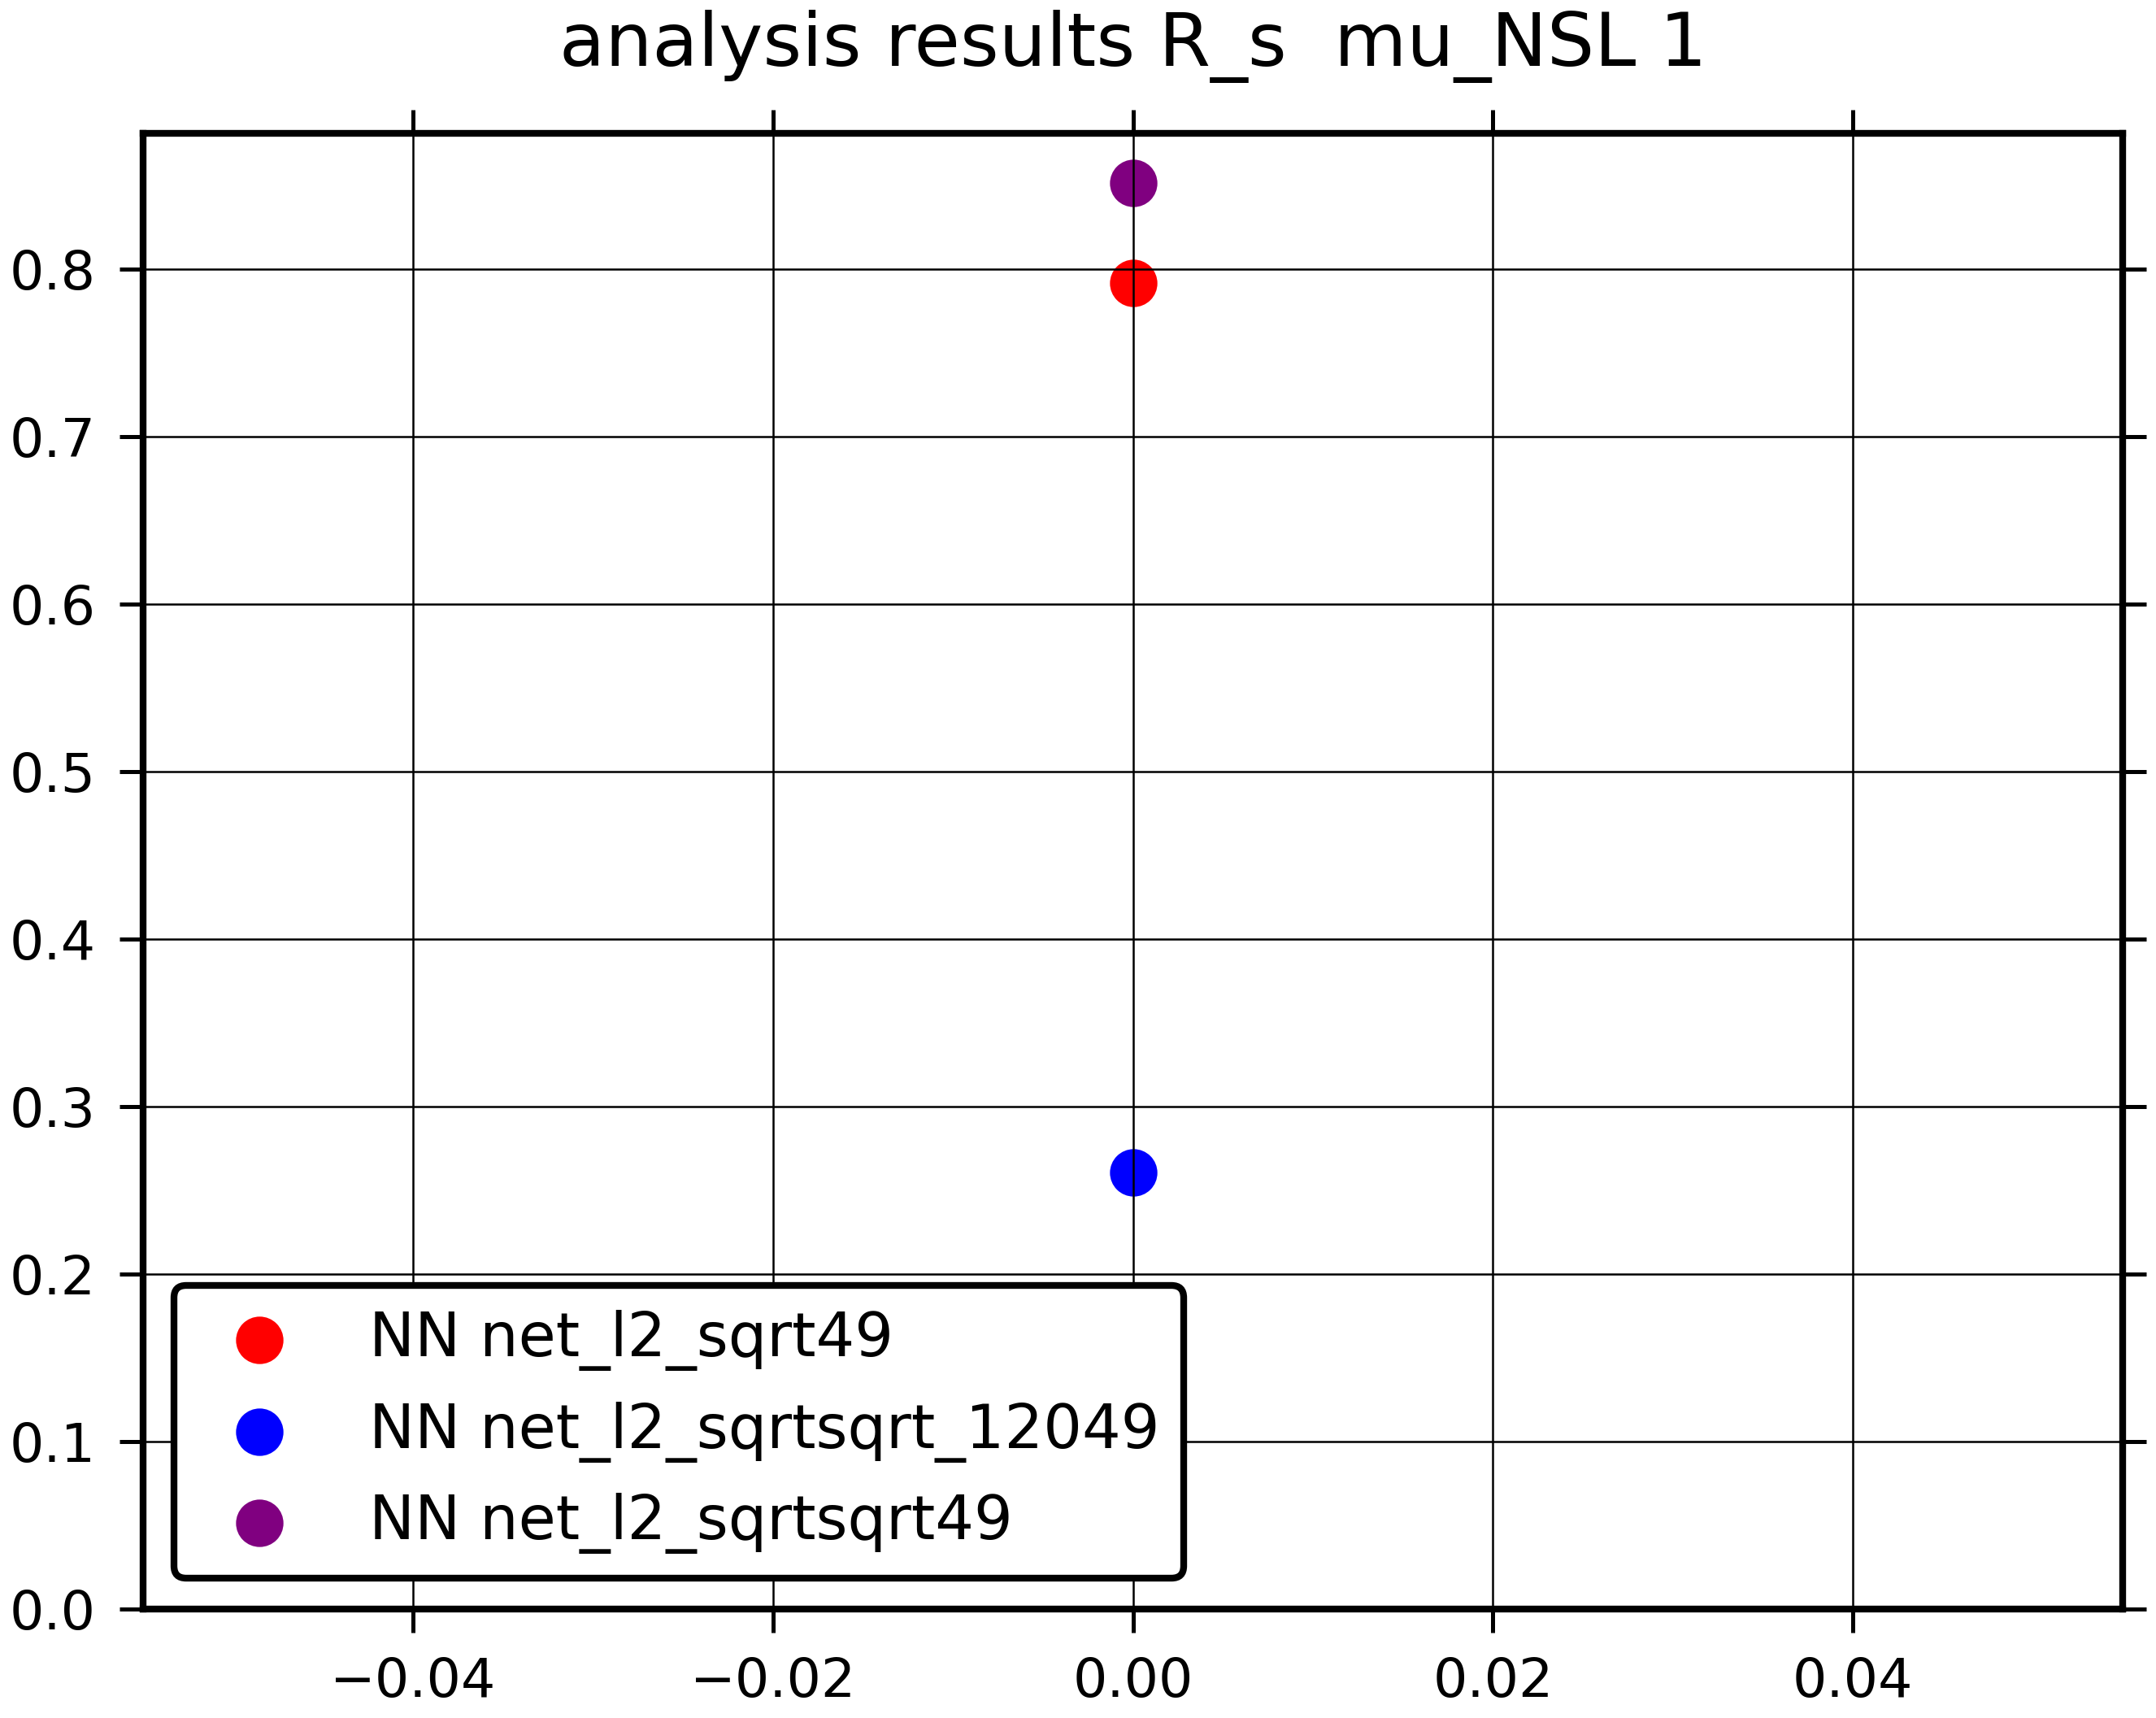 analysis results R_s  mu_NSL 1
0.8
0.7
0.6
0.5
0.4
0.3
0.2
0.1
0.0
NN net_l2_sqrt49
NN net_l2_sqrtsqrt_12049
NN net_l2_sqrtsqrt49
−0.04 −0.02 0.00 0.02 0.04